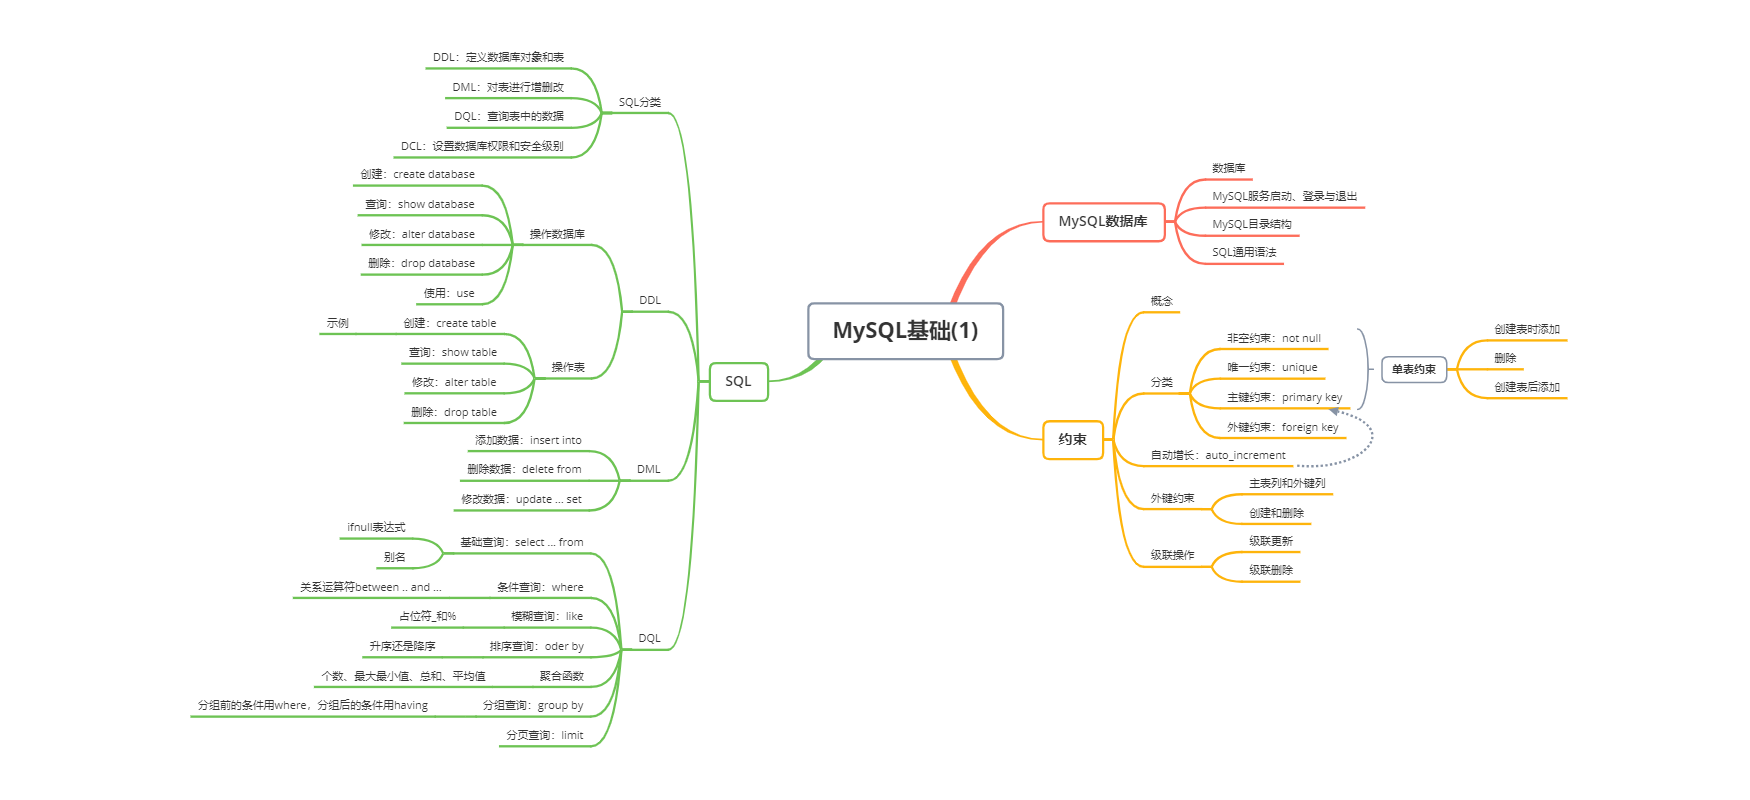 MySQL基础(1)
MySQL数据库
数据库
MySQL服务启动、登录与退出
MySQL目录结构
SQL通用语法
约束
概念
分类
非空约束：not null
唯一约束：unique
主键约束：primary key
外键约束：foreign key
单表约束
创建表时添加
删除
创建表后添加
自动增长：auto_increment
外键约束
主表列和外键列
创建和删除
级联操作
级联更新
级联删除
SQL
SQL分类
DDL：定义数据库对象和表
DML：对表进行增删改
DQL：查询表中的数据
DCL：设置数据库权限和安全级别
DDL
操作数据库
创建：create database
查询：show database
修改：alter database
删除：drop database
使用：use
操作表
创建：create table
示例
查询：show table
修改：alter table
删除：drop table
DML
添加数据：insert into
删除数据：delete from
修改数据：update ... set
DQL
基础查询：select ... from
ifnull表达式
别名
条件查询：where
关系运算符between .. and ...
模糊查询：like
占位符_和%
排序查询：oder by
升序还是降序
聚合函数
个数、最大最小值、总和、平均值
分组查询：group by
分组前的条件用where，分组后的条件用having
分页查询：limit